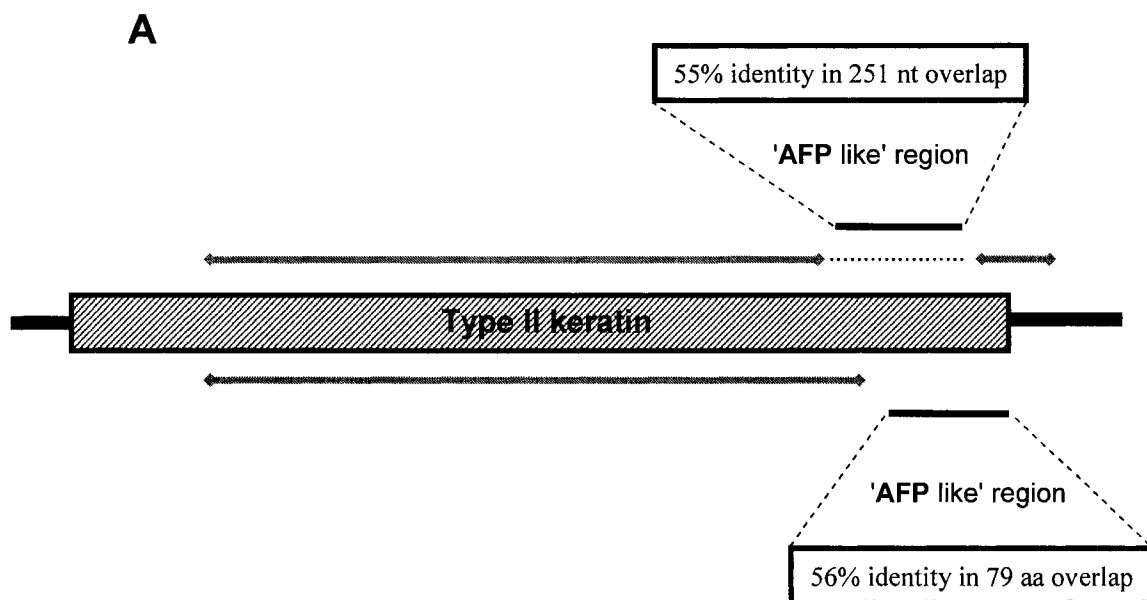 A
55% identity in 251 nt overlap
'AFP like' region
Type II keratin
'AFP like' region
56% identity in 79 aa overlap